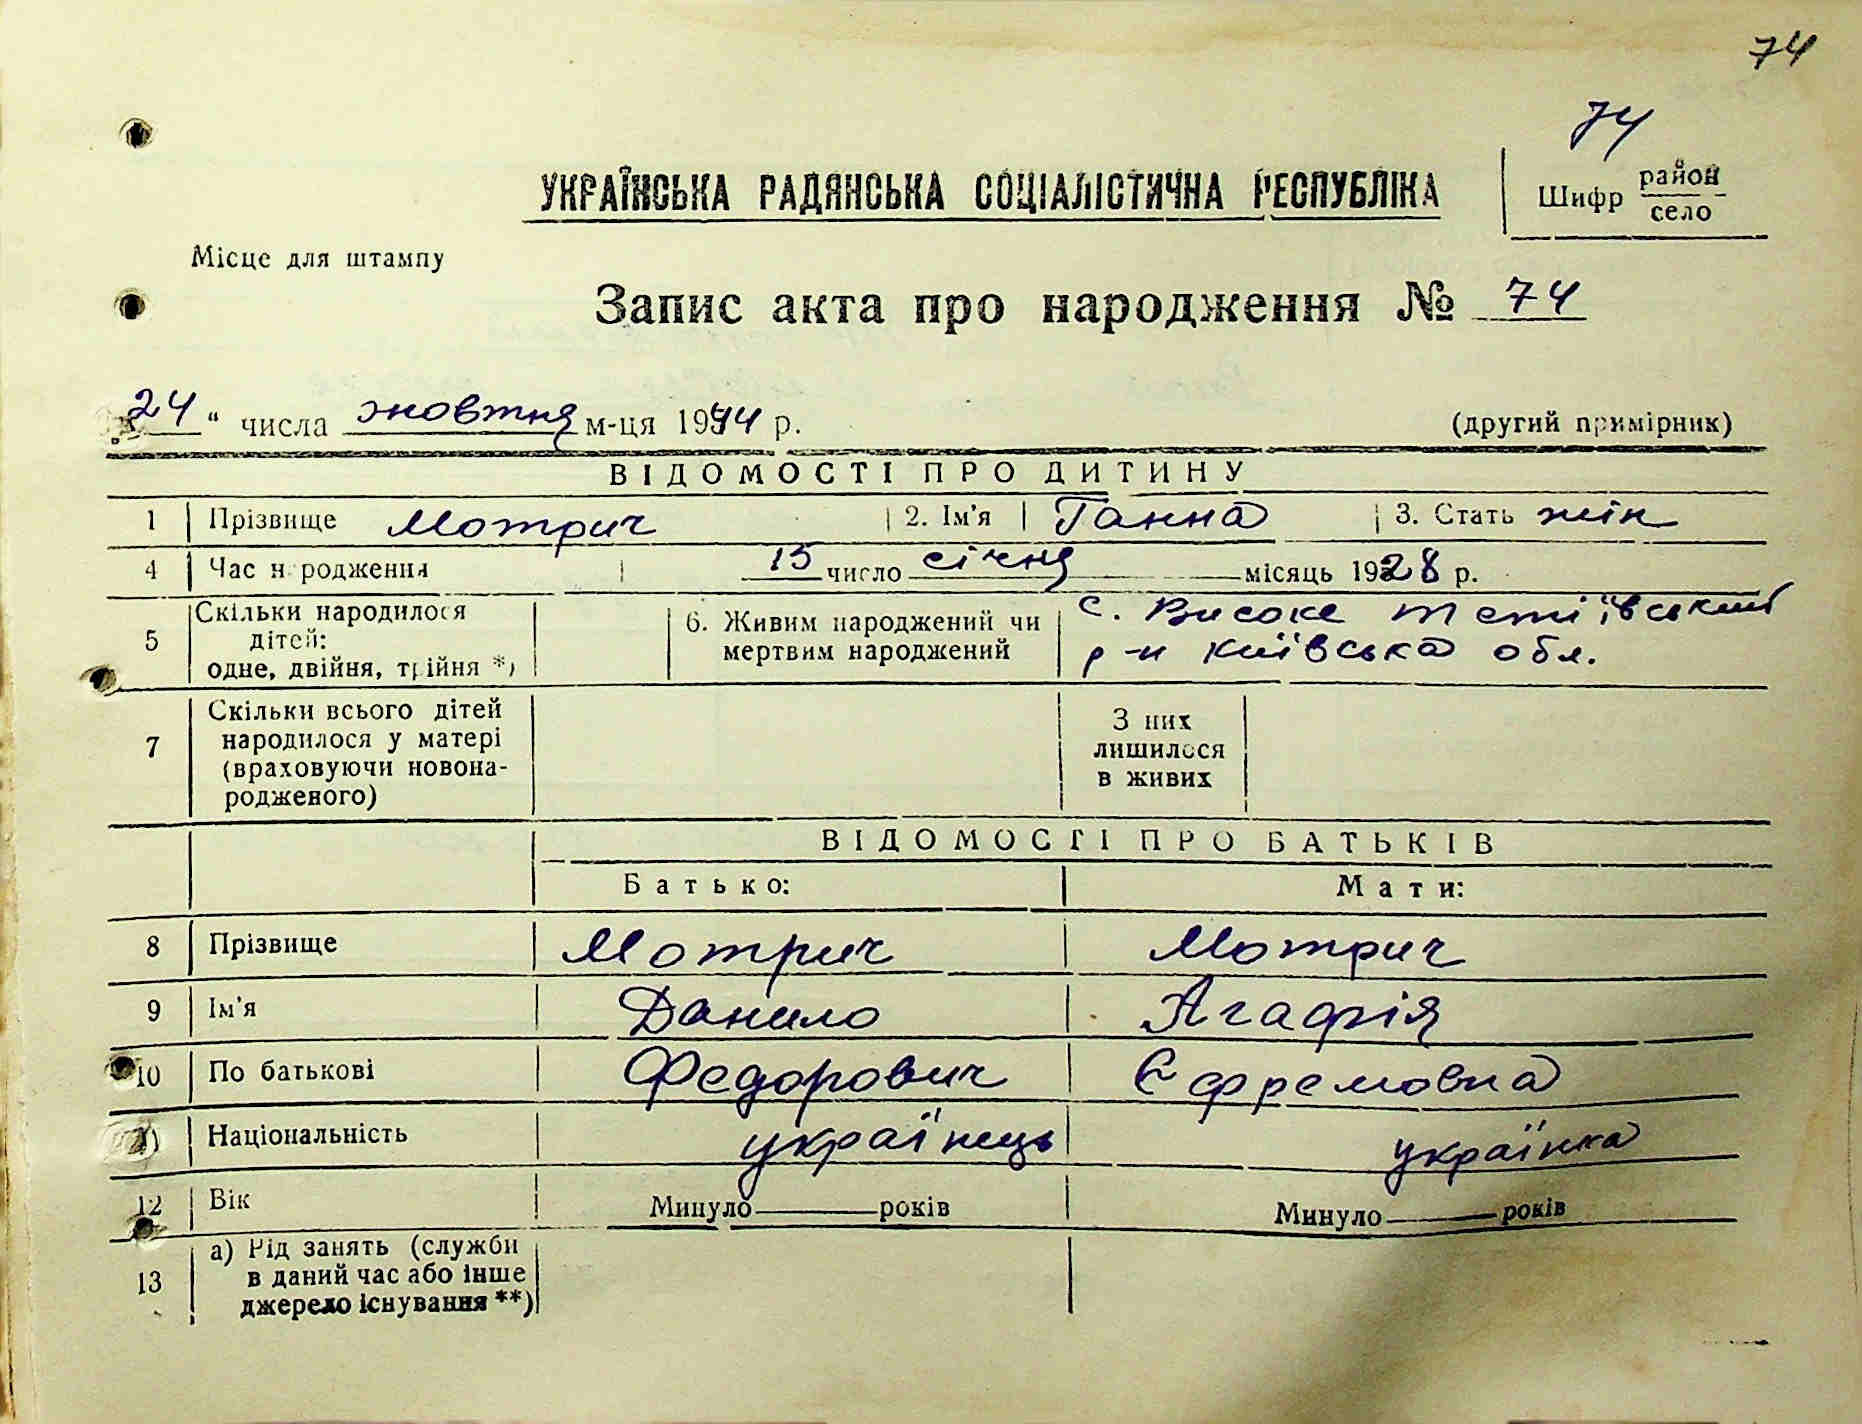 74
74
УКРАЇНСЬКА РАДЯНСЬКА СОЦІАЛІСТИЧНА РЕСПУБЛІКА
Шифр район
село
Місце для штампу
Запис акта про народження № 74
24 " числа жовтня м-ця 1944 р.
(другий примірник)
ВІДОМОСТІ ПРО ДИТИНУ
1 Прізвище Мотрич 2. Ім'я Ганна 3. Стать жін
4 Час народження 15 число січня місяць 1928 р.
5 Скільки народилося дітей: одне, двійня, трійня *)
6. Живим народжений чи мертвим народжений
с. Високе Тетіївський
р-н Київська обл.
7 Скільки всього дітей народилося у матері (враховуючи новонародженого)
З них лишилося в живих
ВІДОМОСТІ ПРО БАТЬКІВ
Батько: Мати:
8 Прізвище Мотрич Мотрич
9 Ім'я Данило Агафія
10 По батькові Федорович Єфремовна
11 Національність українець українка
12 Вік Минуло — років Минуло — років
13 а) Рід занять (служби в даний час або інше джерело існування **)